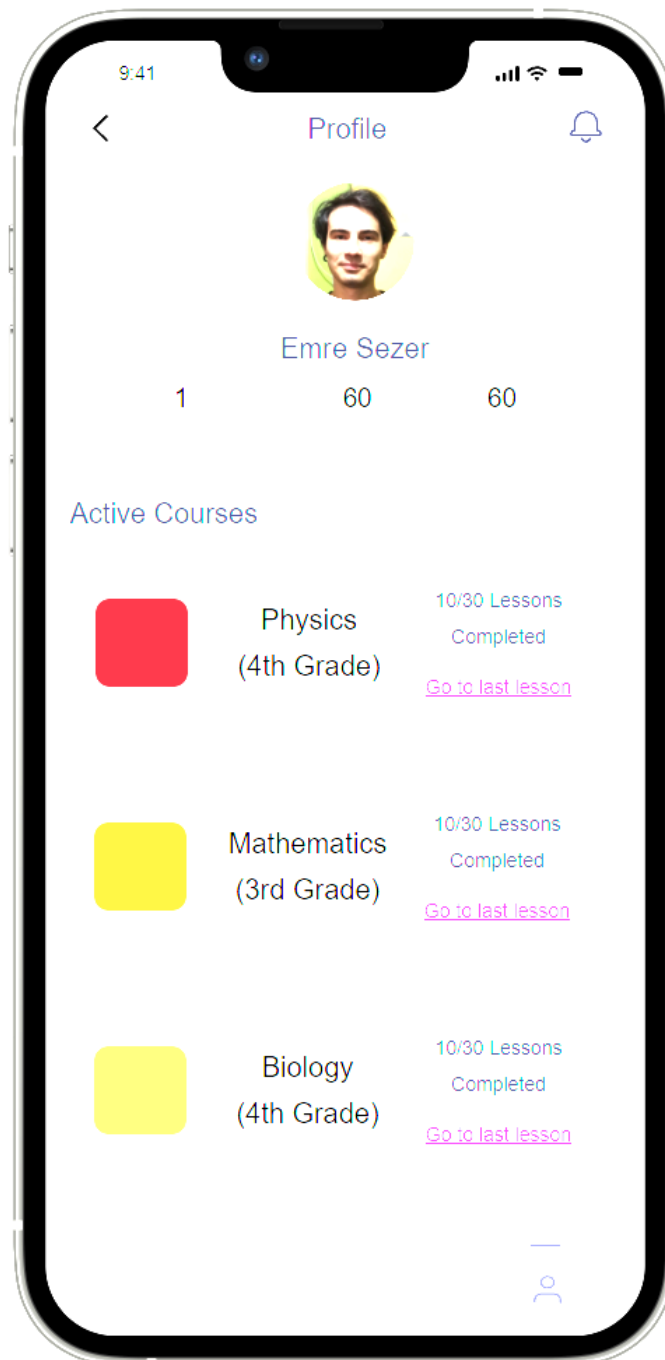 9:41
Profile
Emre Sezer
1 60 60
Active Courses
Physics
(4th Grade)
10/30 Lessons
Completed
Go to last lesson
Mathematics
(3rd Grade)
10/30 Lessons
Completed
Go to last lesson
Biology
(4th Grade)
10/30 Lessons
Completed
Go to last lesson